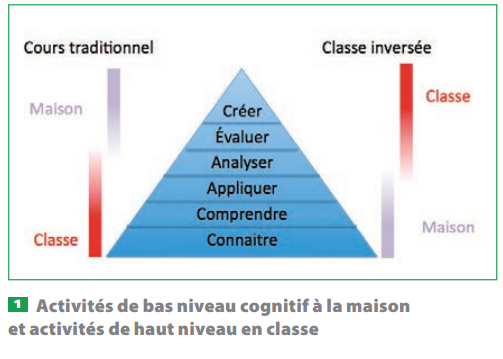 Cours traditionnel
Classe inversée
Maison
Classe
Créer
Évaluer
Analyser
Appliquer
Comprendre
Connaître
Classe
Maison
1 Activités de bas niveau cognitif à la maison
et activités de haut niveau en classe